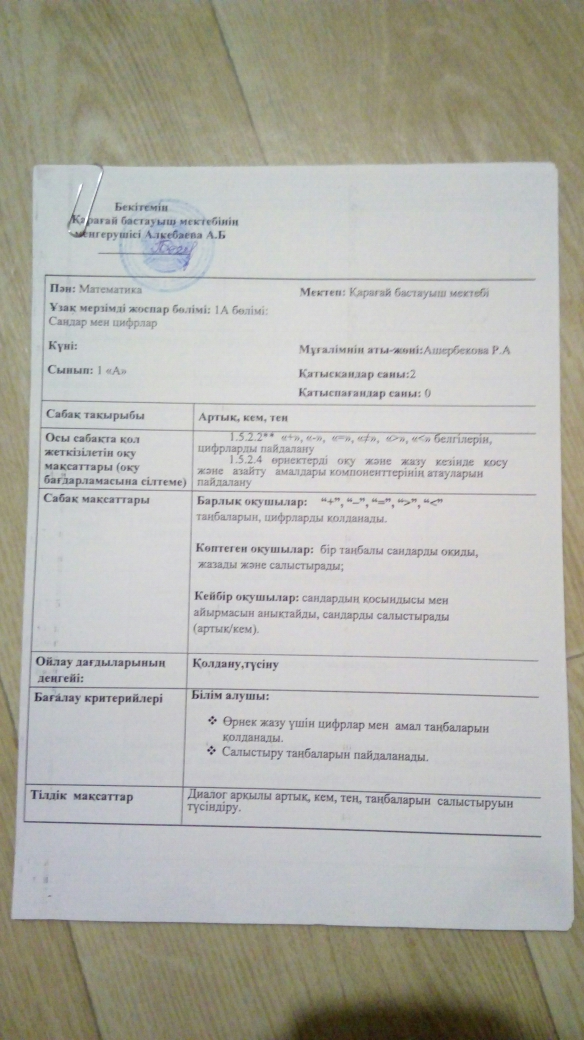 Бекітемін
Қарағай бастауыш мектебінің
меңгерушісі Алкебаева А.Б
Пән: Математика
Мектеп: Қарағай бастауыш мектебі
Ұзақ мерзімді жоспар бөлімі: 1А бөлімі:
Сандар мен цифрлар
Күні:
Мұғалімнің аты-жөні:Ашербекова Р.А
Сынып: 1 «А»
Қатысқандар саны:2
Қатыспағандар саны: 0
Сабақ тақырыбы
Артық, кем, тең
Осы сабақта қол
жеткізілетін оқу
мақсаттары (оқу
бағдарламасына сілтеме)
1.5.2.2** «+», «-», «=», «≠», «>», «<» белгілерін,
цифрларды пайдалану
1.5.2.4 өрнектерді оқу және жазу кезінде қосу
және азайту амалдары компоненттерінің атауларын
пайдалану
Сабақ мақсаттары
Барлық оқушылар: “+”, “–”, “=”, “>”, “<”
таңбаларын, цифрларды қолданады.
Көптеген оқушылар: бір таңбалы сандарды оқиды,
жазады және салыстырады;
Кейбір оқушылар: сандардың қосындысы мен
айырмасын анықтайды, сандарды салыстырады
(артық/кем).
Ойлау дағдыларының
деңгейі:
Қолдану,түсіну
Бағалау критерийлері
Білім алушы:
❖ Өрнек жазу үшін цифрлар мен амал таңбаларын
қолданады.
❖ Салыстыру таңбаларын пайдаланады.
Тілдік мақсаттар
Диалог арқылы артық, кем, тең, таңбаларын салыстыруын
түсіндіру.